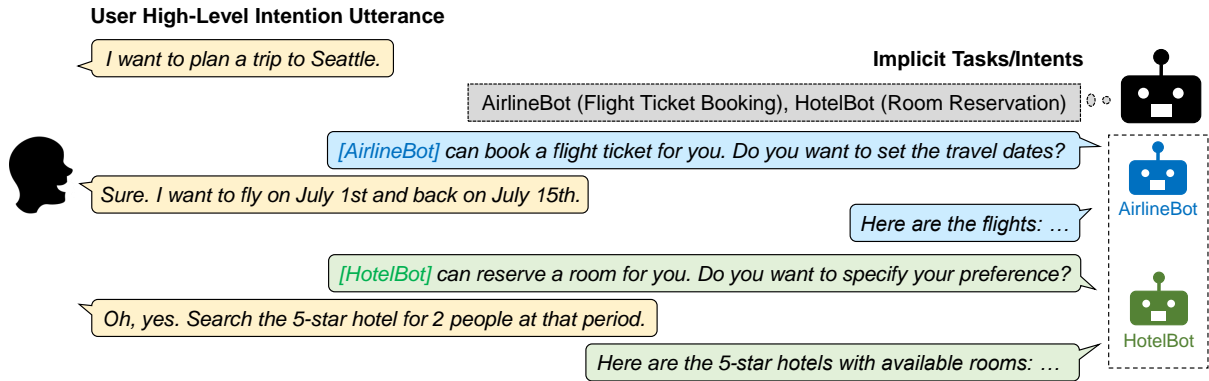 User High-Level Intention Utterance
I want to plan a trip to Seattle.
Implicit Tasks/Intents
AirlineBot (Flight Ticket Booking), HotelBot (Room Reservation)
[AirlineBot] can book a flight ticket for you. Do you want to set the travel dates?
Sure. I want to fly on July 1st and back on July 15th.
AirlineBot
Here are the flights: …
[HotelBot] can reserve a room for you. Do you want to specify your preference?
Oh, yes. Search the 5-star hotel for 2 people at that period.
HotelBot
Here are the 5-star hotels with available rooms: …